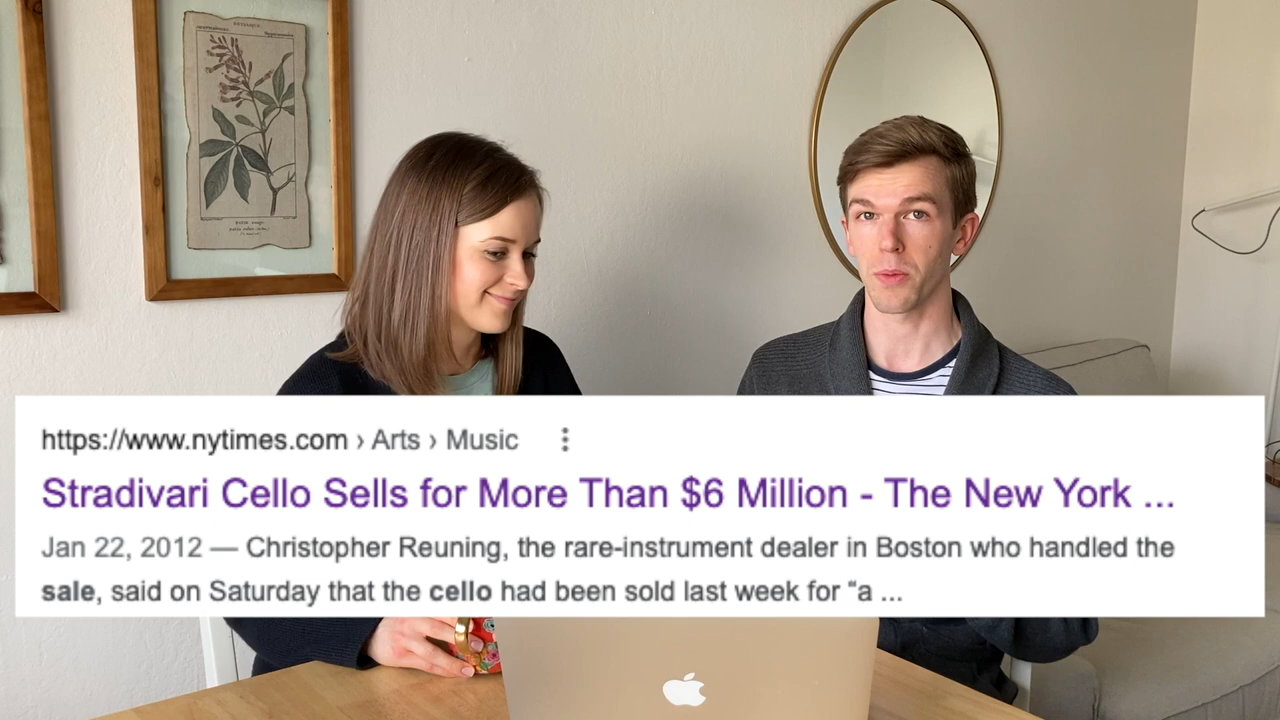 https://www.nytimes.com › Arts › Music
Stradivari Cello Sells for More Than $6 Million - The New York ...
Jan 22, 2012 — Christopher Reuning, the rare-instrument dealer in Boston who handled the
sale, said on Saturday that the cello had been sold last week for “a ...